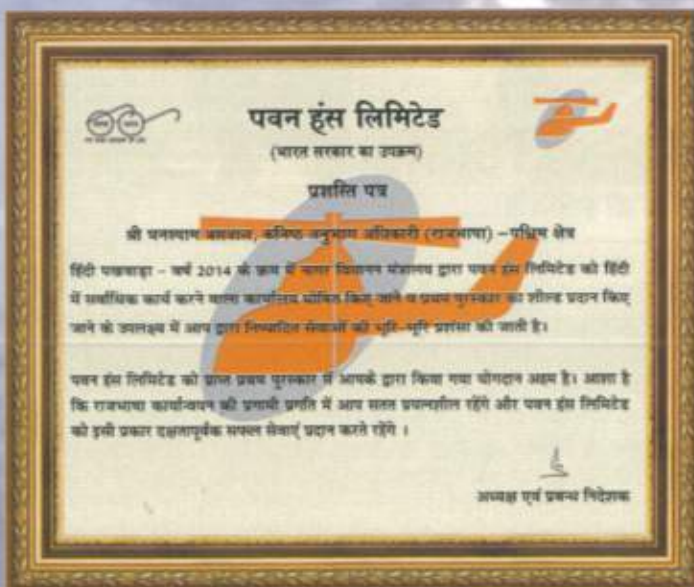 पवन हंस लिमिटेड
(भारत सरकार का उपक्रम)
प्रशस्ति पत्र
श्री घनश्याम अग्रवाल, कनिष्ठ अनुभाग अधिकारी (राजभाषा) – पश्चिम क्षेत्र
हिंदी पखवाड़ा – वर्ष 2014 के क्रम में नागर विमानन मंत्रालय द्वारा पवन हंस लिमिटेड को हिंदी
में सर्वाधिक कार्य करने वाला कार्यालय घोषित किए जाने व प्रथम पुरस्कार का शील्ड प्रदान किए
जाने के उपलक्ष्य में आप द्वारा निष्पादित सेवाओं की भूरि-भूरि प्रशंसा की जाती है।
पवन हंस लिमिटेड को प्राप्त प्रथम पुरस्कार में आपके द्वारा किया गया योगदान अहम है। आशा है
कि राजभाषा कार्यान्वयन की प्रगामी प्रगति में आप सतत प्रयत्नशील रहेंगे और पवन हंस लिमिटेड
को इसी प्रकार दक्षतापूर्वक सफल सेवाएं प्रदान करते रहेंगे ।
अध्यक्ष एवं प्रबन्ध निदेशक